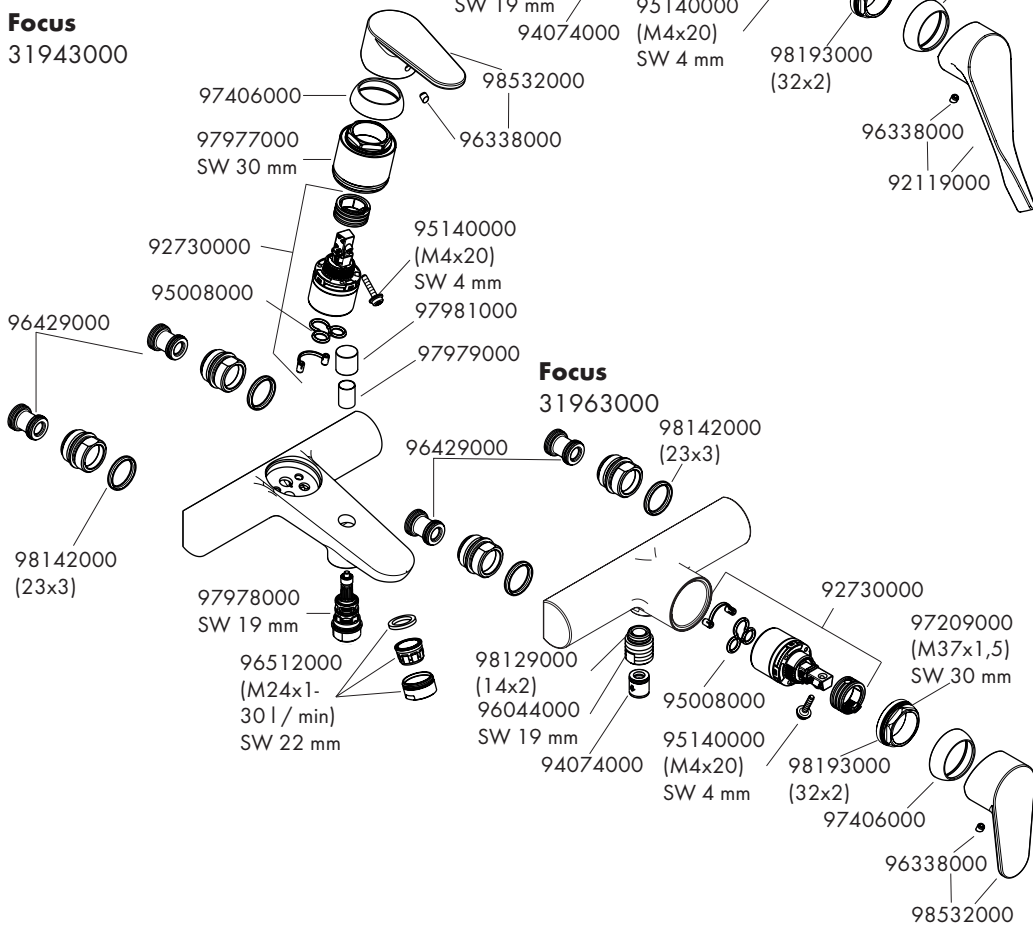 Focus
31943000
SW 19 mm
94074000
95140000
(M4x20)
SW 4 mm
98193000
(32x2)
96338000
92119000
98532000
96338000
97406000
97977000
SW 30 mm
92730000
95140000
(M4x20)
SW 4 mm
95008000
97981000
97979000
96429000
98142000
(23x3)
97978000
SW 19 mm
96512000
(M24x1-
30 l / min)
SW 22 mm
Focus
31963000
98142000
(23x3)
96429000
92730000
97209000
(M37x1,5)
SW 30 mm
98129000
(14x2)
96044000
SW 19 mm
94074000
95008000
95140000
(M4x20)
SW 4 mm
98193000
(32x2)
97406000
96338000
98532000